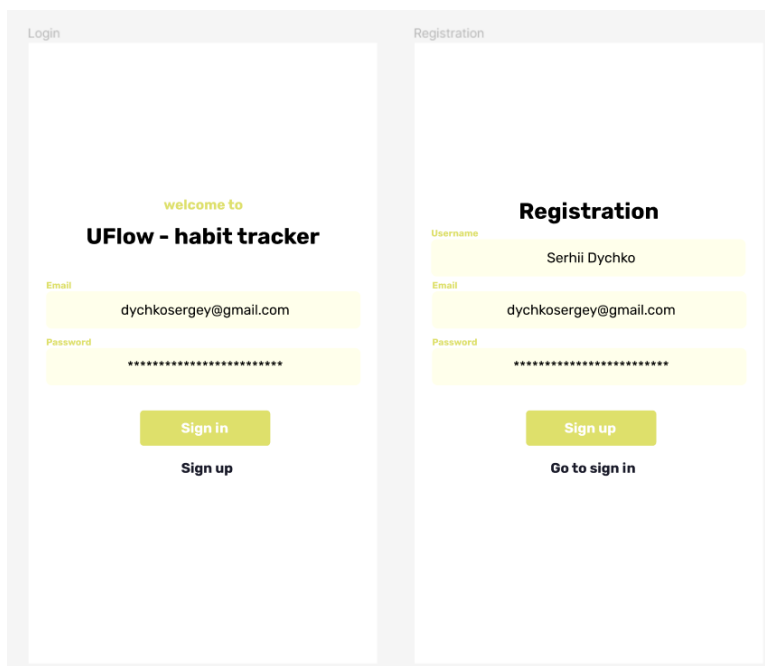 Login
welcome to
UFlow - habit tracker
Email
dychkosergey@gmail.com
Password
*************************
Sign in
Sign up
Registration
Registration
Username
Serhii Dychko
Email
dychkosergey@gmail.com
Password
*************************
Sign up
Go to sign in